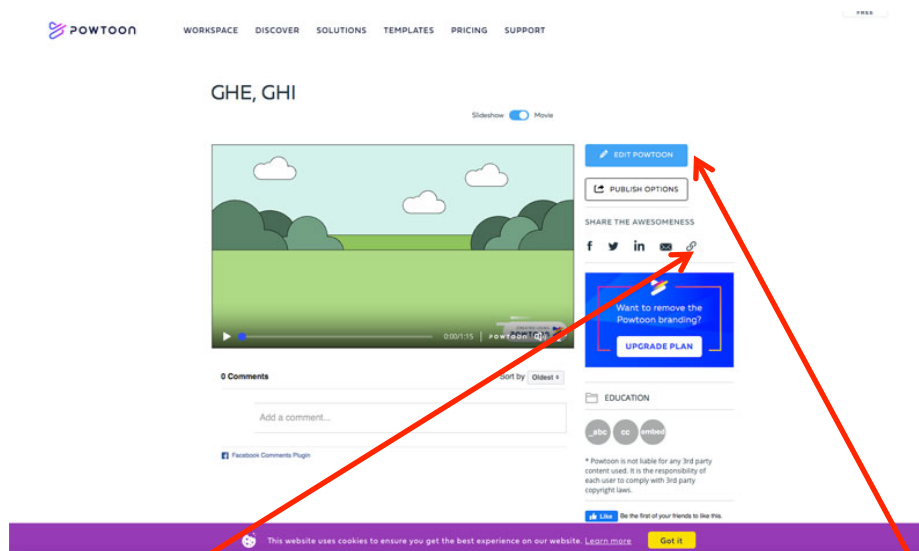 FREE
POWTOON
WORKSPACE DISCOVER SOLUTIONS TEMPLATES PRICING SUPPORT
GHE, GHI
Slideshow Movie
EDIT POWTOON
PUBLISH OPTIONS
SHARE THE AWESOMENESS
Want to remove the
Powtoon branding?
UPGRADE PLAN
0:00/1:15 POWTOON
0 Comments
Sort by Oldest
Add a comment...
Facebook Comments Plugin
EDUCATION
_abc cc embed
* Powtoon is not liable for any 3rd party
content used. It is the responsibility of
each user to comply with 3rd party
copyright laws.
Like Be the first of your friends to like this.
This website uses cookies to ensure you get the best experience on our website. Learn more Got it